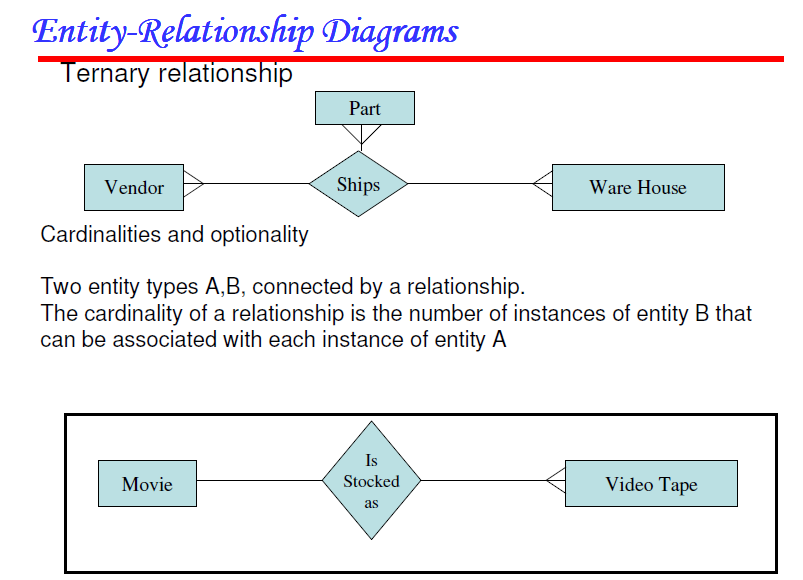 Entity-Relationship Diagrams
Ternary relationship
Part
Vendor
Ships
Ware House
Cardinalities and optionality
Two entity types A,B, connected by a relationship.
The cardinality of a relationship is the number of instances of entity B that
can be associated with each instance of entity A
Movie
Is
Stocked
as
Video Tape